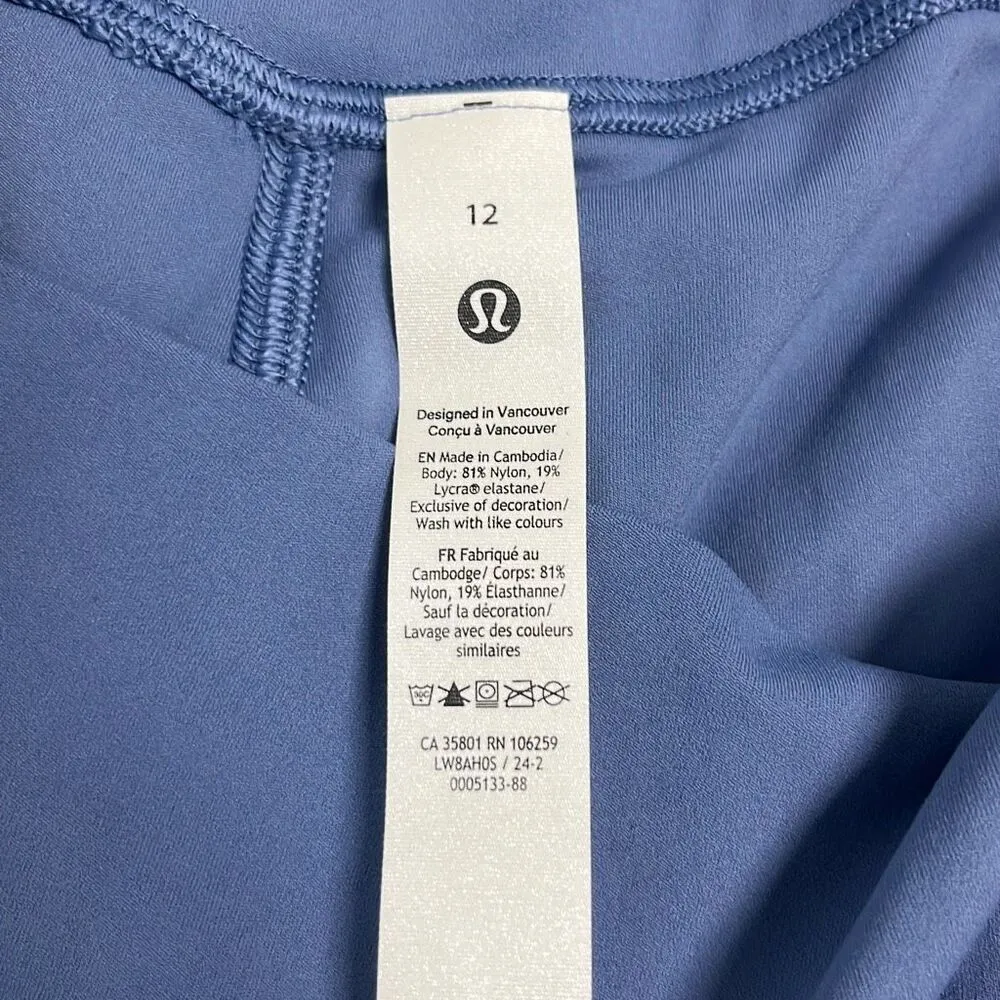 12
Designed in Vancouver
Conçu à Vancouver
EN Made in Cambodia/
Body: 81% Nylon, 19%
Lycra® elastane/
Exclusive of decoration/
Wash with like colours
FR Fabriqué au
Cambodge/ Corps: 81%
Nylon, 19% Élasthanne/
Sauf la décoration/
Lavage avec des couleurs
similaires
30C
CA 35801 RN 106259
LW8AH0S / 24-2
0005133-88